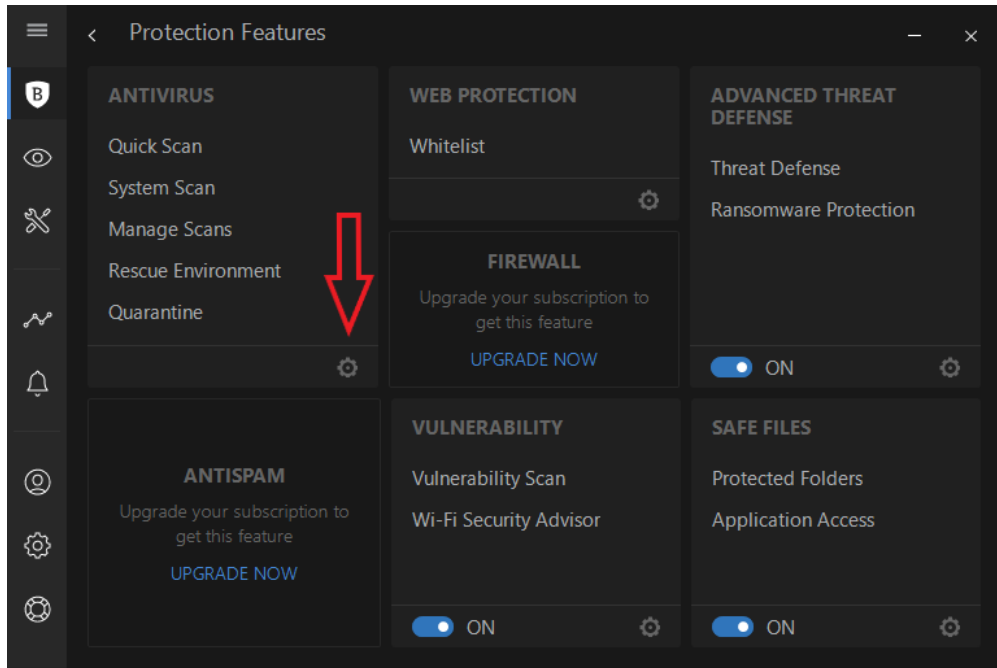 Protection Features
B
ANTIVIRUS
Quick Scan
System Scan
Manage Scans
Rescue Environment
Quarantine
WEB PROTECTION
Whitelist
ADVANCED THREAT
DEFENSE
Threat Defense
Ransomware Protection
ON
FIREWALL
Upgrade your subscription to
get this feature
UPGRADE NOW
ANTISPAM
Upgrade your subscription to
get this feature
UPGRADE NOW
VULNERABILITY
Vulnerability Scan
Wi-Fi Security Advisor
ON
SAFE FILES
Protected Folders
Application Access
ON